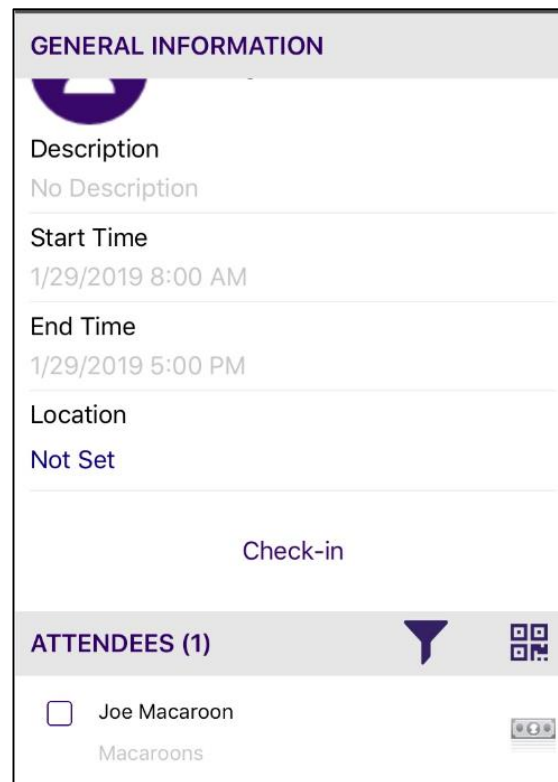 GENERAL INFORMATION
Description
No Description
Start Time
1/29/2019 8:00 AM
End Time
1/29/2019 5:00 PM
Location
Not Set
Check-in
ATTENDEES (1)
Joe Macaroon
Macaroons